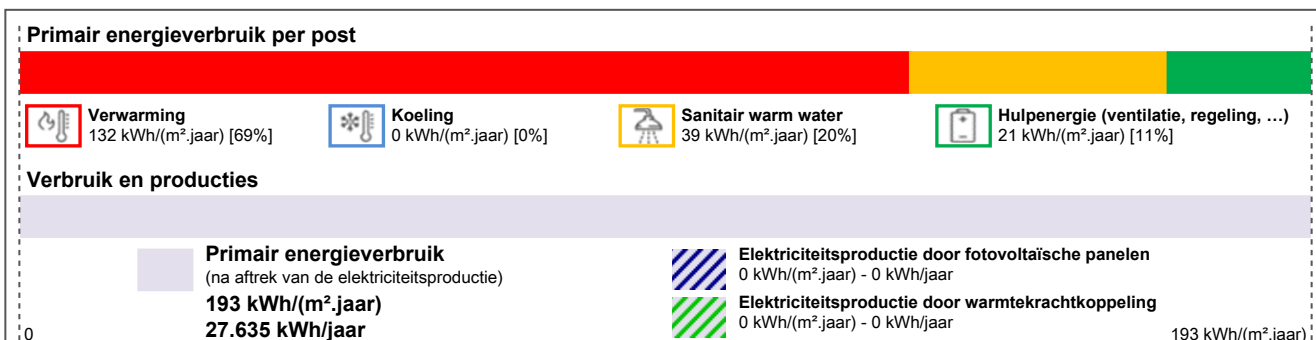 Primair energieverbruik per post
Verwarming
132 kWh/(m².jaar) [69%]
Koeling
0 kWh/(m².jaar) [0%]
Sanitair warm water
39 kWh/(m².jaar) [20%]
Hulpenergie (ventilatie, regeling, …)
21 kWh/(m².jaar) [11%]
Verbruik en producties
Primair energieverbruik
(na aftrek van de elektriciteitsproductie)
193 kWh/(m².jaar)
27.635 kWh/jaar
Elektriciteitsproductie door fotovoltaïsche panelen
0 kWh/(m².jaar) - 0 kWh/jaar
Elektriciteitsproductie door warmtekrachtkoppeling
0 kWh/(m².jaar) - 0 kWh/jaar
0
193 kWh/(m².jaar)